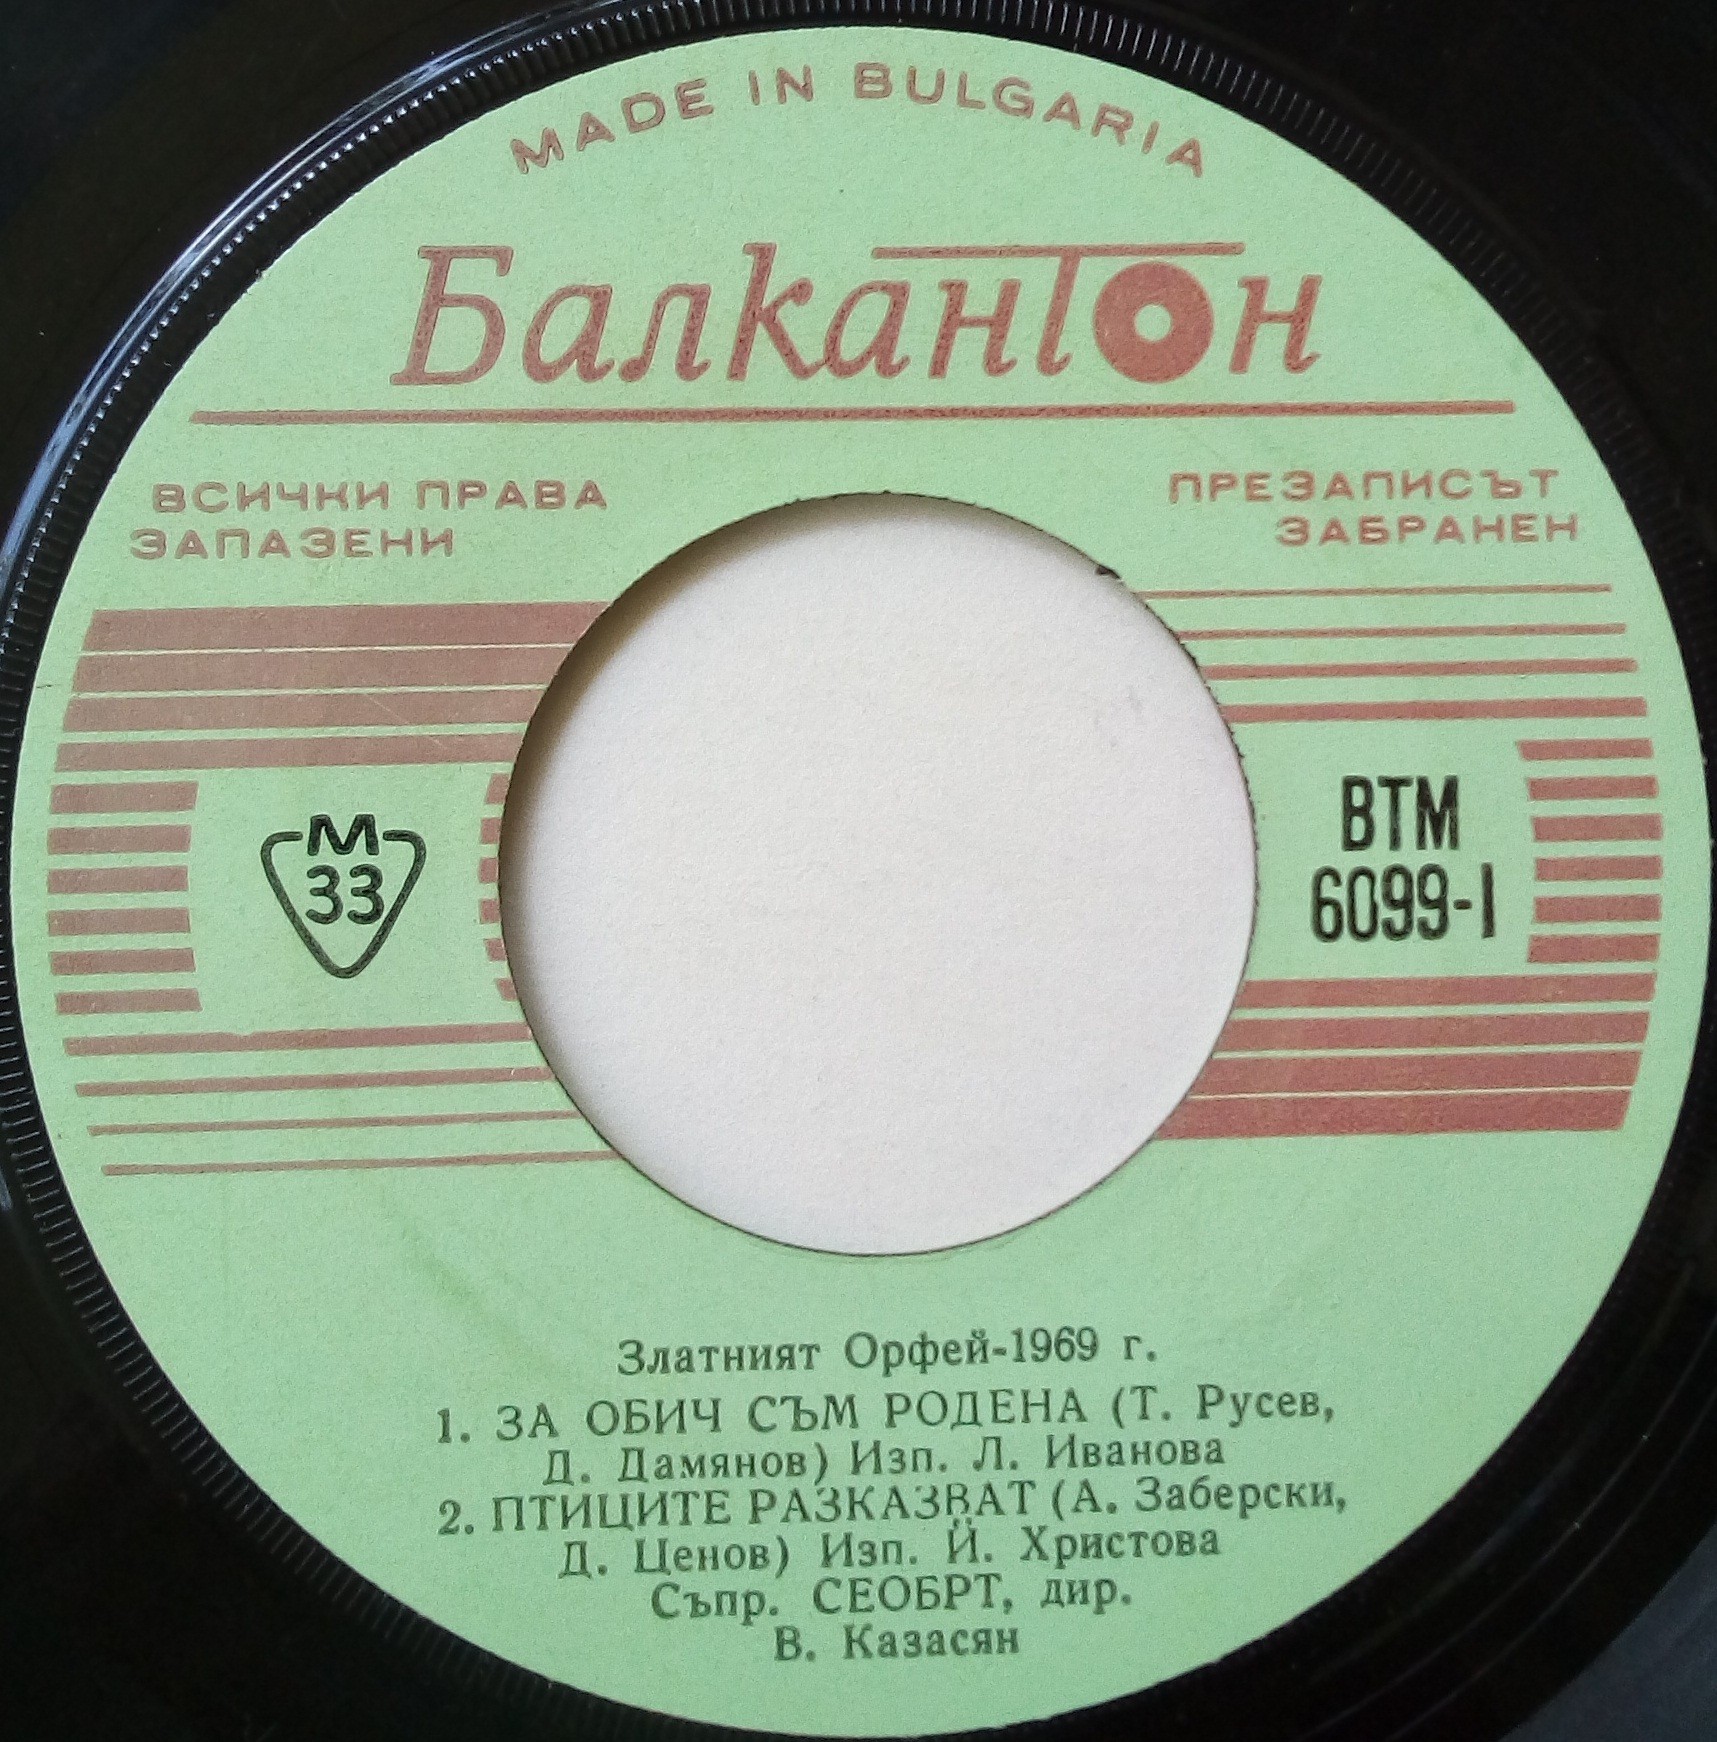 MADE IN BULGARIA
Балкантон
ВСИЧКИ ПРАВА
ЗАПАЗЕНИ
ПРЕЗАПИСЪТ
ЗАБРАНЕН
М
33
ВТМ
6099-I
Златният Орфей-1969 г.
1. ЗА ОБИЧ СЪМ РОДЕНА (Т. Русев,
Д. Дамянов) Изп. Л. Иванова
2. ПТИЦИТЕ РАЗКАЗВАТ (А. Заберски,
Д. Ценов) Изп. Й. Христова
Съпр. СЕОБРТ, дир.
В. Казасян